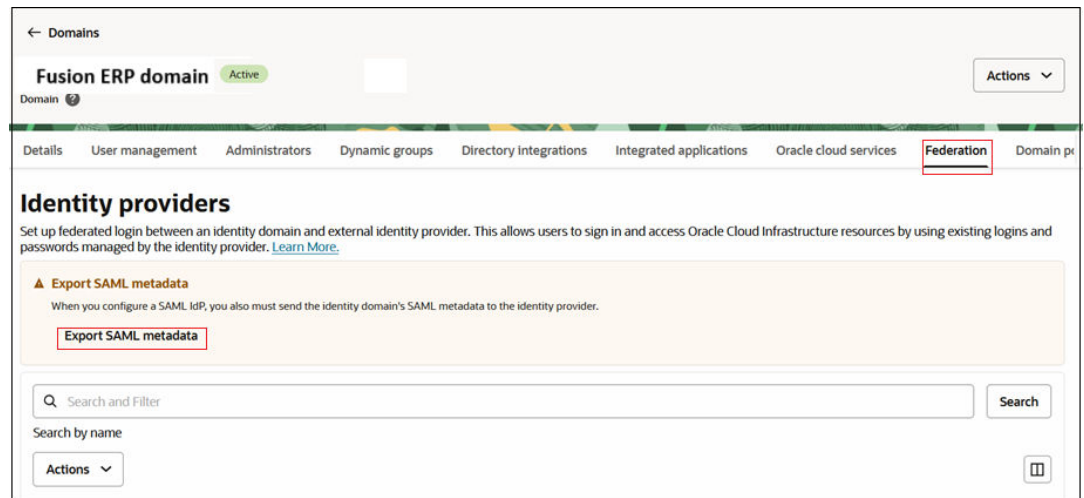 ← Domains
Fusion ERP domain Active
Actions
Domain
Details User management Administrators Dynamic groups Directory integrations Integrated applications Oracle cloud services Federation Domain po
Identity providers
Set up federated login between an identity domain and external identity provider. This allows users to sign in and access Oracle Cloud Infrastructure resources by using existing logins and
passwords managed by the identity provider. Learn More.
Export SAML metadata
When you configure a SAML IdP, you also must send the identity domain's SAML metadata to the identity provider.
Export SAML metadata
Search and Filter
Search
Search by name
Actions